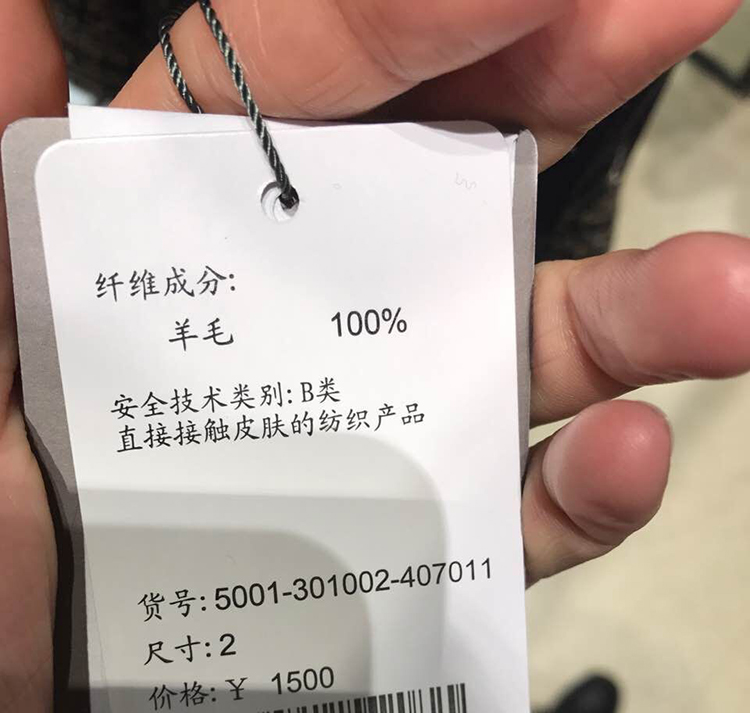 纤维成分:
羊毛 100%
安全技术类别: B类
直接接触皮肤的纺织产品
货号: 5001-301002-407011
尺寸: 2
价格: ¥ 1500